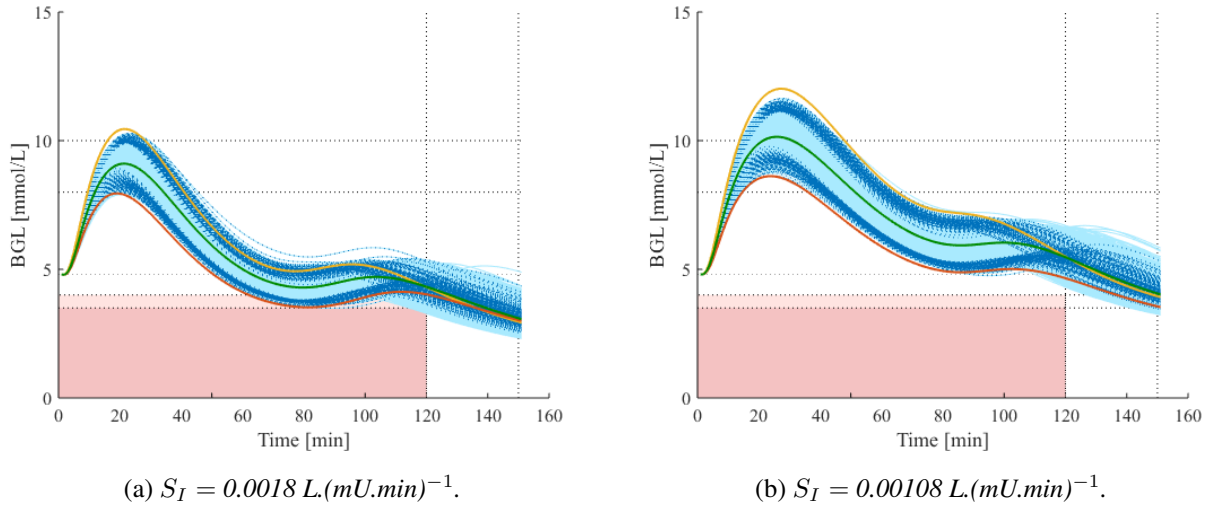 15
10
5
0
BGL [mmol/L]
0 20 40 60 80 100 120 140 160
Time [min]
(a) S_I = 0.0018 L.(mU.min)⁻¹.
15
10
5
0
BGL [mmol/L]
0 20 40 60 80 100 120 140 160
Time [min]
(b) S_I = 0.00108 L.(mU.min)⁻¹.